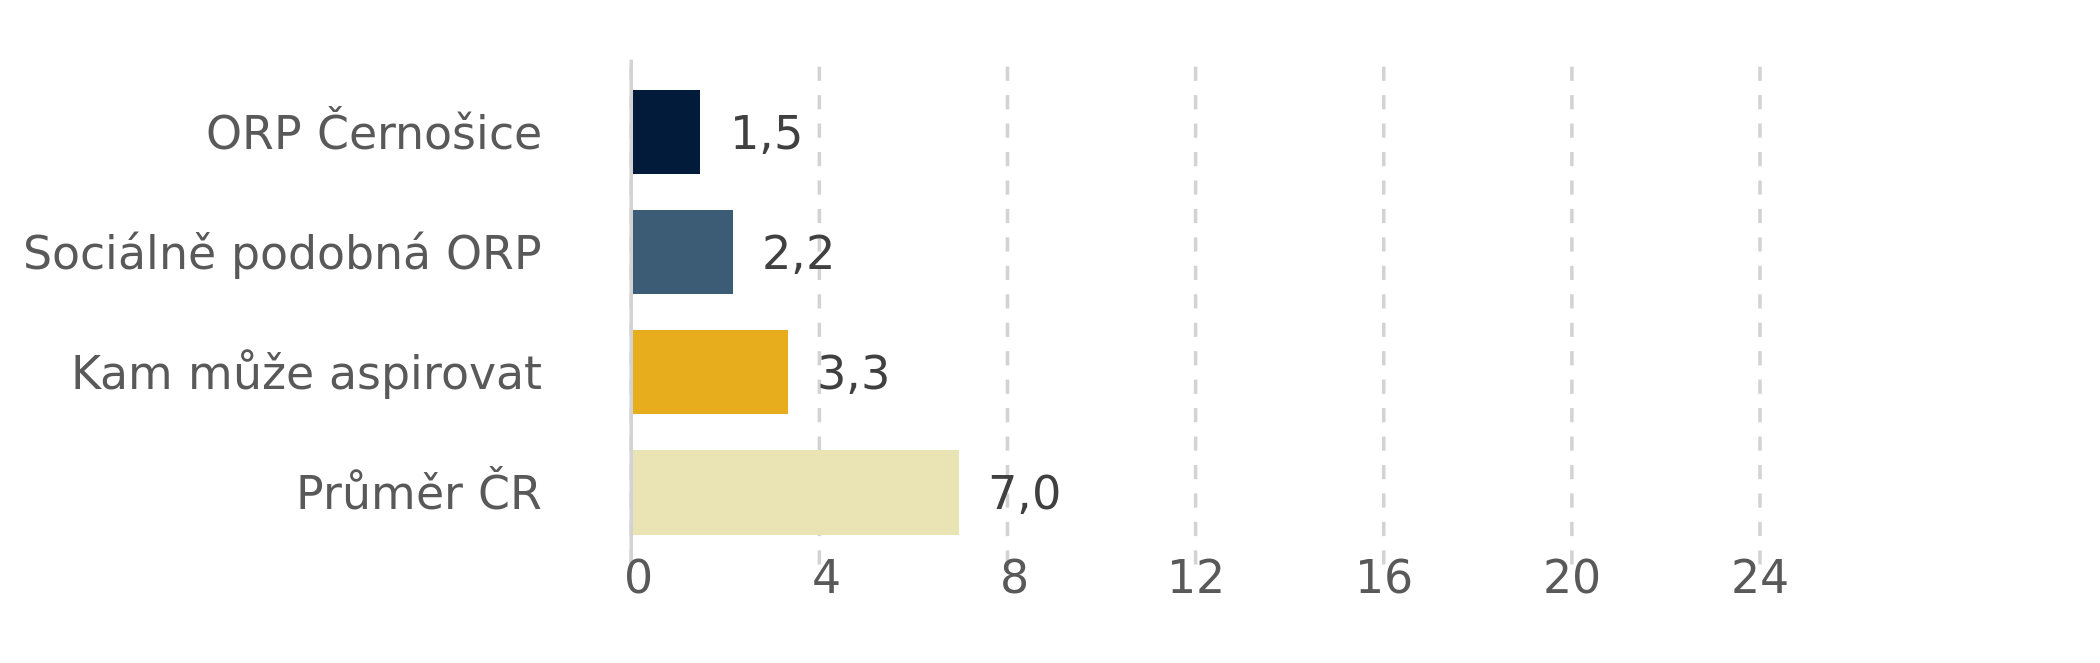 ORP Černošice 1,5
Sociálně podobná ORP 2,2
Kam může aspirovat 3,3
Průměr ČR 7,0
0 4 8 12 16 20 24